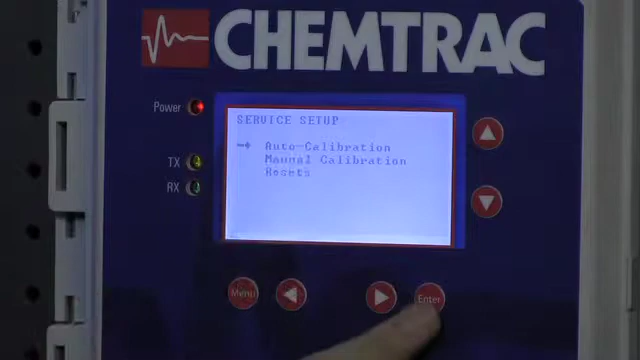 CHEMTRAC
Power
TX
RX
SERVICE SETUP
Auto-Calibration
Manual Calibration
Resets
Menu
Enter